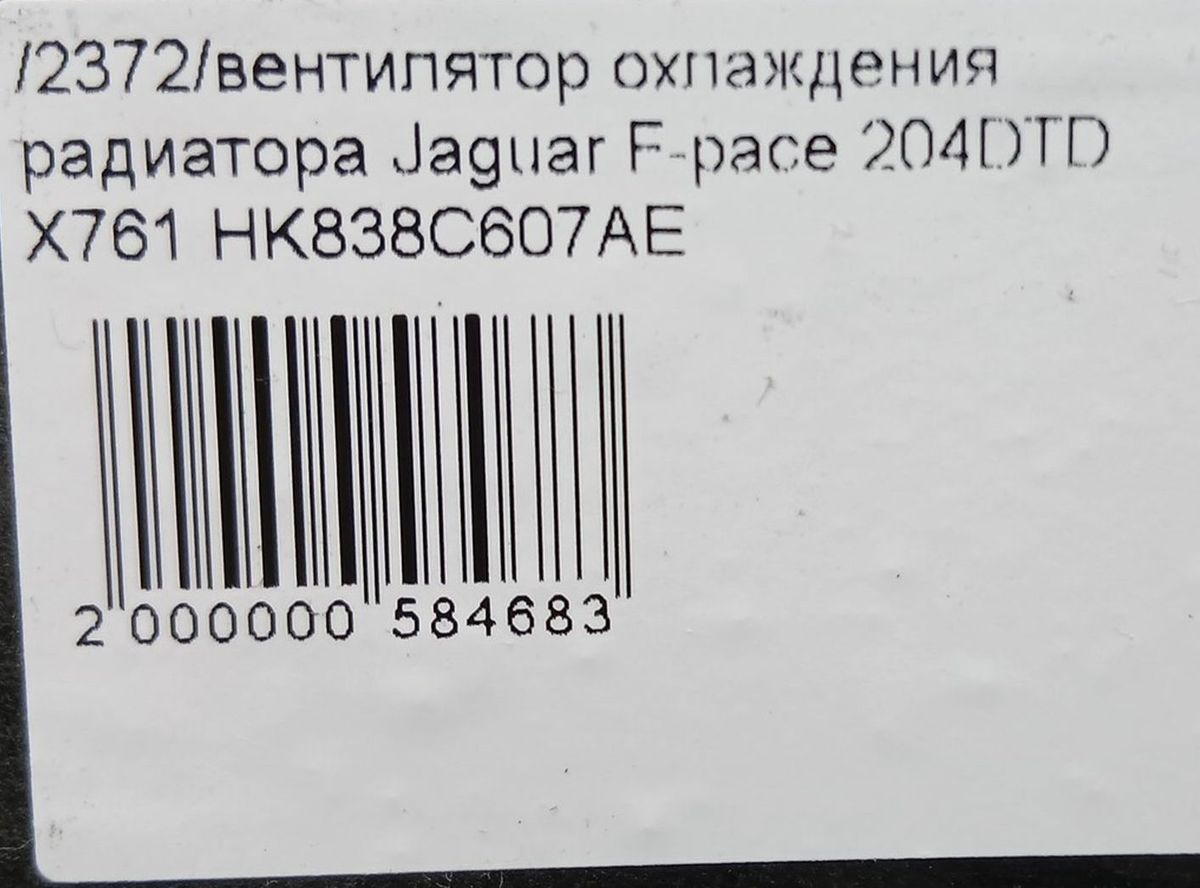 /2372/вентилятор охлаждения
радиатора Jaguar F-pace 204DTD
X761 HK838C607AE
2 000000 584683